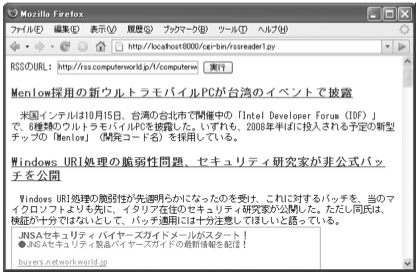 Mozilla Firefox
ファイル(F) 編集(E) 表示(V) 履歴(S) ブックマーク(B) ツール(T) ヘルプ(H)
http://localhost:8000/cgi-bin/rssreader1.py
RSSのURL: http://rss.computerworld.jp/f/computerw 実行
Menlow採用の新ウルトラモバイルPCが台湾のイベントで披露
米国インテルは10月15日、台湾の台北市で開催中の「Intel Developer Forum (IDF)」
で、6種類のウルトラモバイルPCを披露した。いずれも、2008年半ばに投入される予定の新型
チップの「Menlow」（開発コード名）を採用している。
Windows URI処理の脆弱性問題、セキュリティ研究家が非公式パッ
チを公開
Windows URI処理の脆弱性が先週明らかになったのを受け、これに対するパッチを、当のマ
イクロソフトよりも先に、イタリア在住のセキュリティ研究家が公開した。ただし同氏は、
検証が十分ではないとして、パッチ適用には十分注意してほしいと語っている。
JNSAセキュリティ バイヤーズガイドメールがスタート！
●JNSAセキュリティ製品バイヤーズガイドの最新情報を配信！
buyers.networkworld.jp